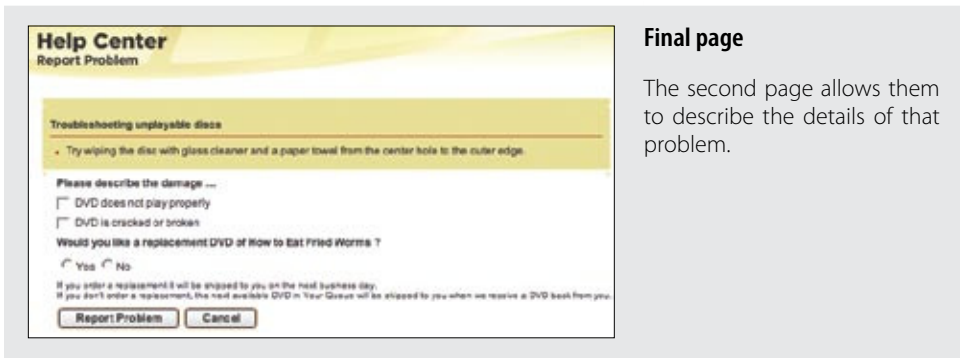 Help Center
Report Problem
Troubleshooting unplayable discs
• Try wiping the disc with glass cleaner and a paper towel from the center hole to the outer edge.
Please describe the damage ...
DVD does not play properly
DVD is cracked or broken
Would you like a replacement DVD of How to Eat Fried Worms ?
Yes No
If you order a replacement it will be shipped to you on the next business day.
If you don't order a replacement, the next available DVD in Your Queue will be shipped to you when we receive a DVD back from you.
Report Problem Cancel
Final page
The second page allows them
to describe the details of that
problem.